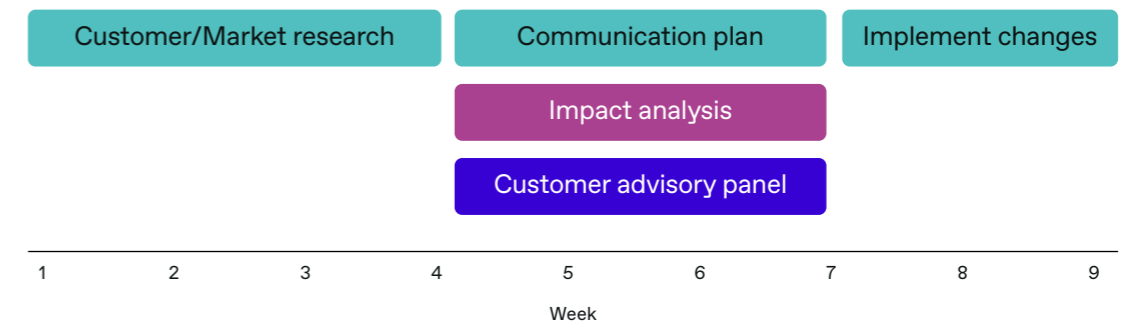 Customer/Market research
Communication plan
Implement changes
Impact analysis
Customer advisory panel
1 2 3 4 5 6 7 8 9
Week